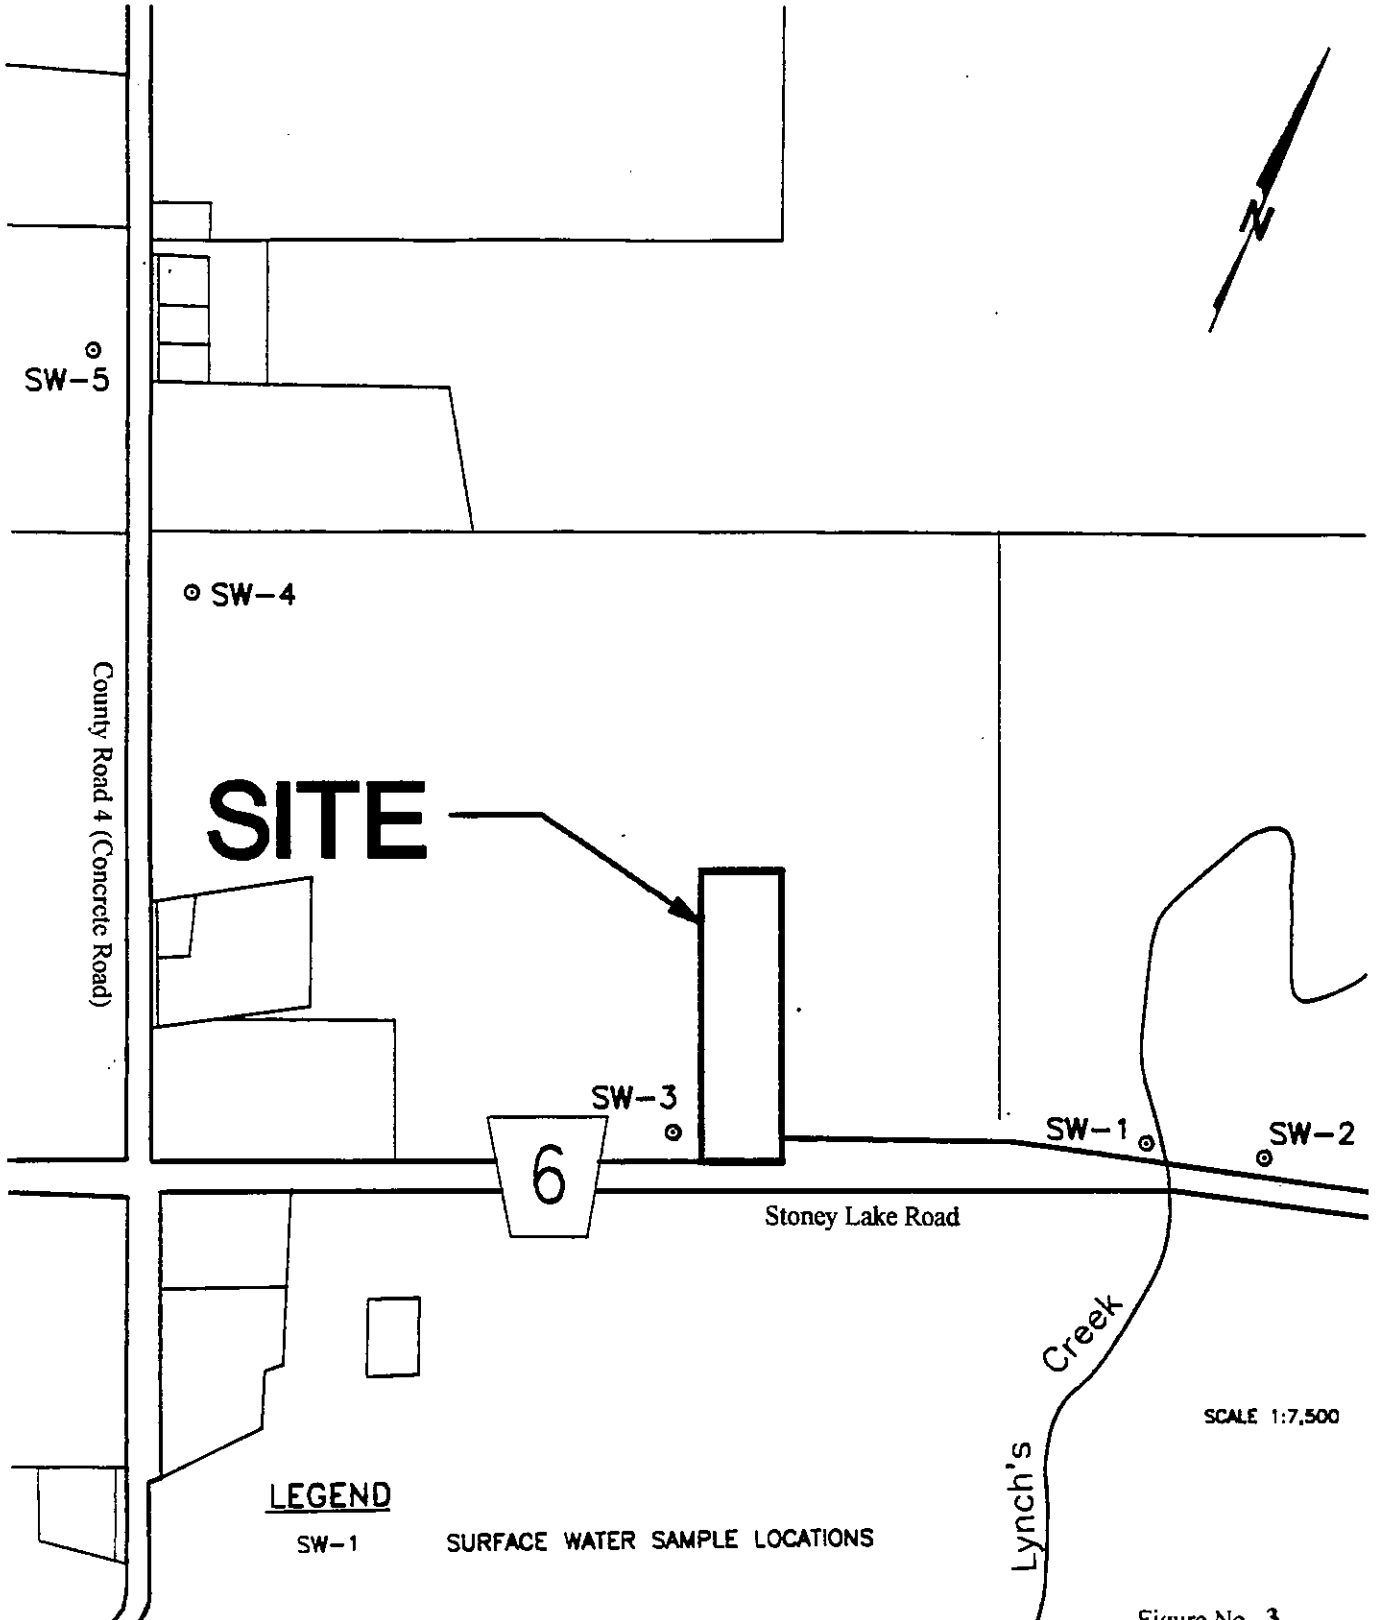 N
SW-5
SW-4
County Road 4 (Concrete Road)
SITE
SW-3
SW-1
SW-2
6
Stoney Lake Road
Creek
SCALE 1:7,500
Lynch's
LEGEND
SW-1 SURFACE WATER SAMPLE LOCATIONS
Figure No. 3